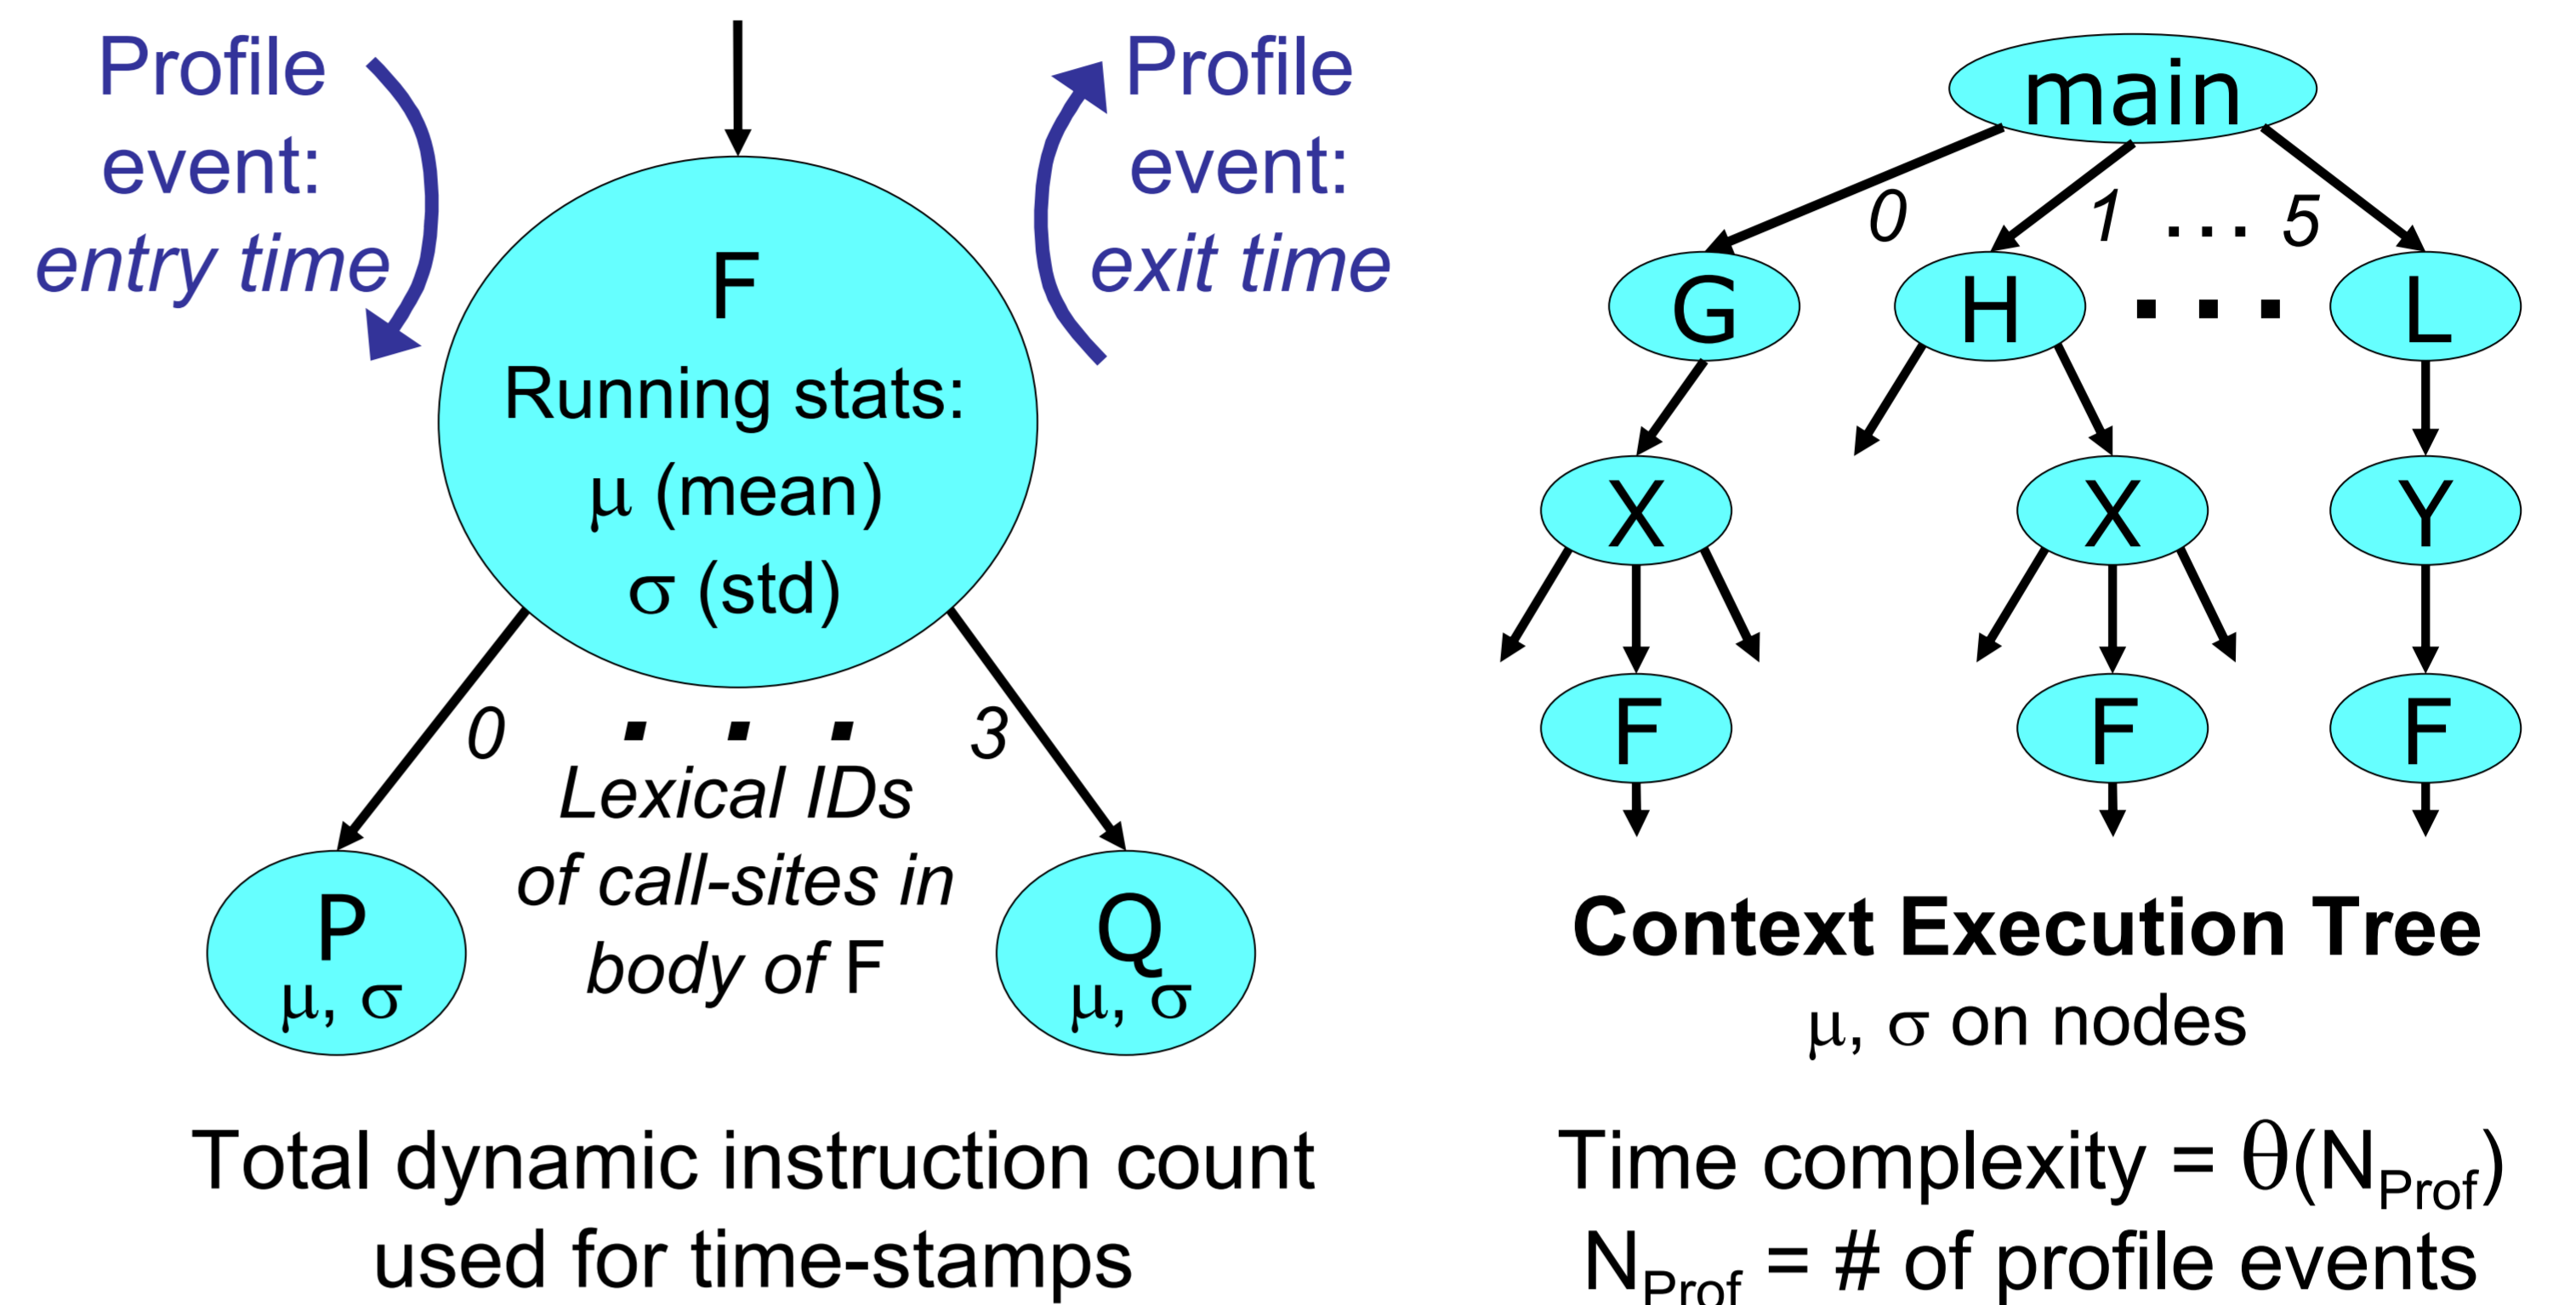 Profile
event:
entry time
Profile
event:
exit time
F
Running stats:
μ (mean)
σ (std)
0
. . .
3
Lexical IDs
of call-sites in
body of F
P
μ, σ
Q
μ, σ
Total dynamic instruction count
used for time-stamps
main
0
1
...
5
G
H
...
L
X
X
Y
F
F
F
Context Execution Tree
μ, σ on nodes
Time complexity = θ(N_Prof)
N_Prof = # of profile events